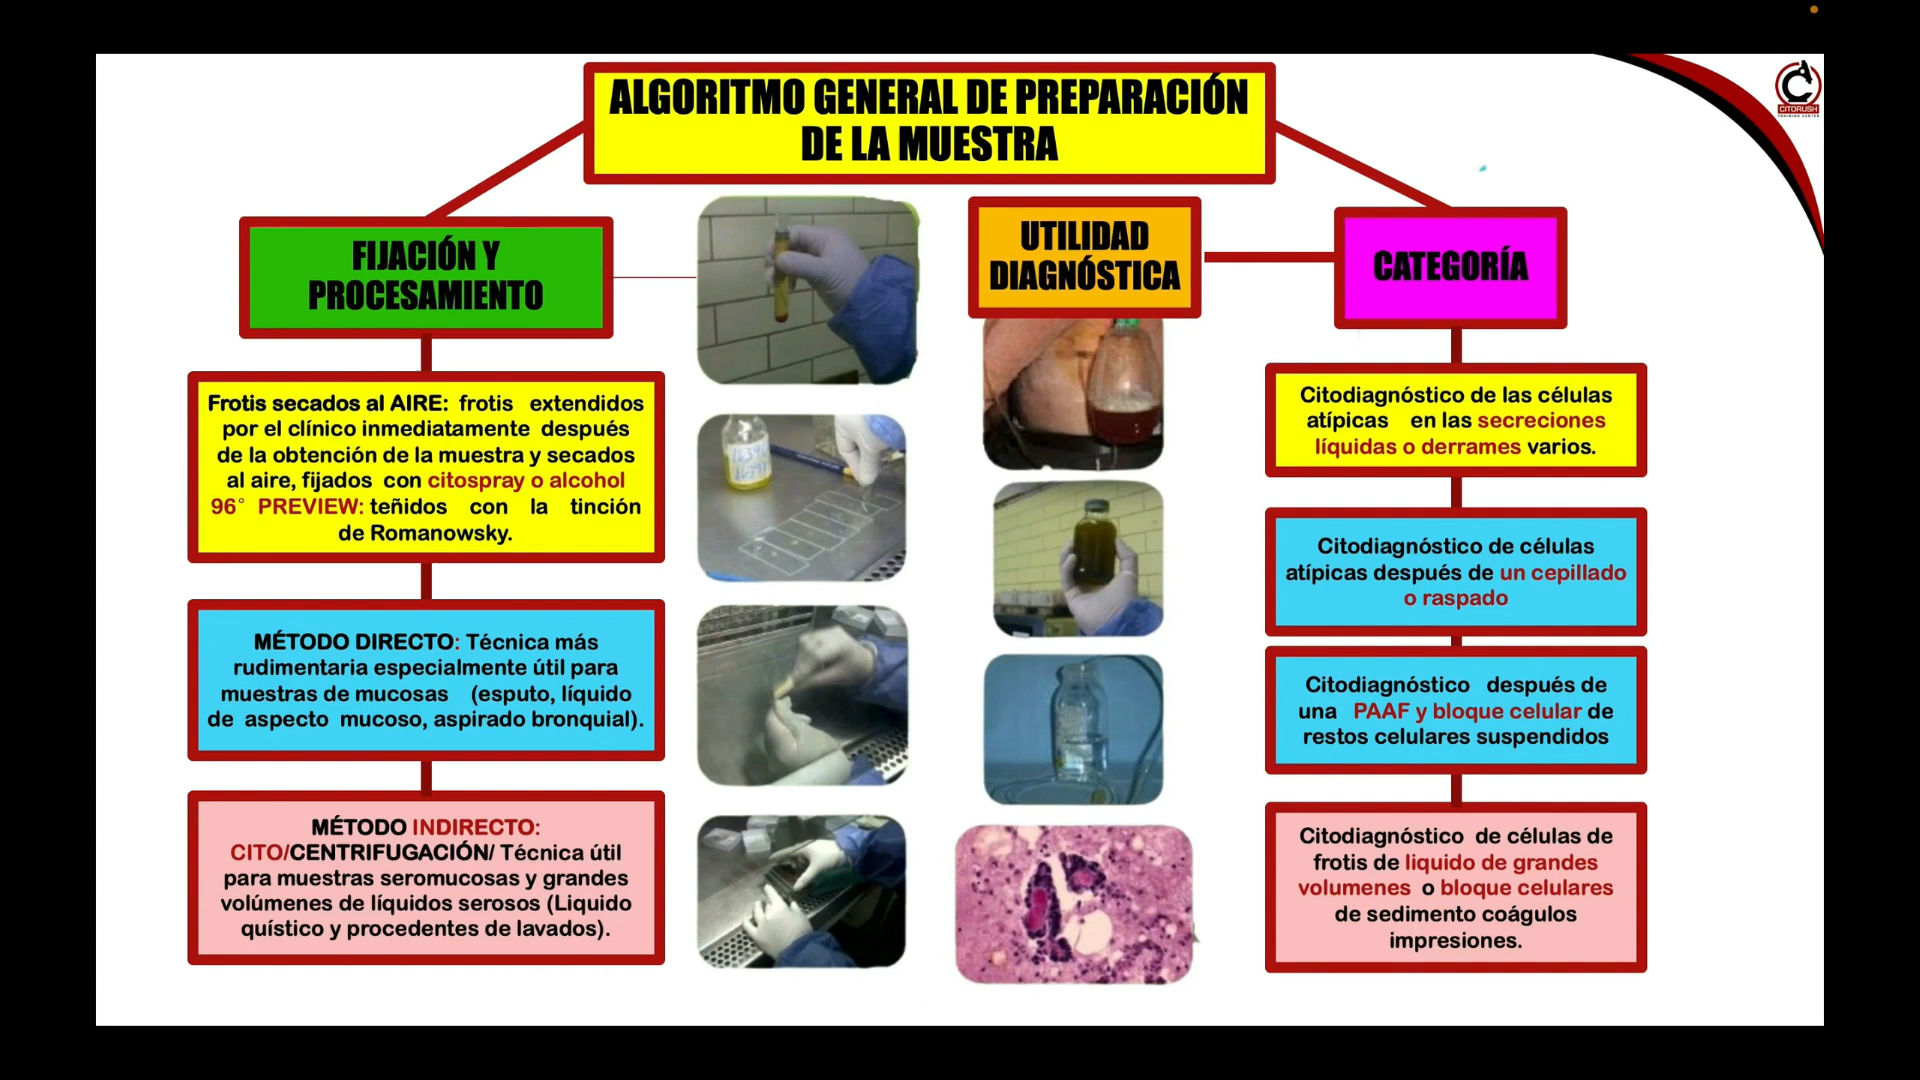 ALGORITMO GENERAL DE PREPARACIÓN
DE LA MUESTRA
CITORUSH
TRAINING CENTER
FIJACIÓN Y
PROCESAMIENTO
UTILIDAD
DIAGNÓSTICA
CATEGORÍA
Frotis secados al AIRE: frotis extendidos
por el clínico inmediatamente después
de la obtención de la muestra y secados
al aire, fijados con citospray o alcohol
96° PREVIEW: teñidos con la tinción
de Romanowsky.
MÉTODO DIRECTO: Técnica más
rudimentaria especialmente útil para
muestras de mucosas (esputo, líquido
de aspecto mucoso, aspirado bronquial).
MÉTODO INDIRECTO:
CITO/CENTRIFUGACIÓN/ Técnica útil
para muestras seromucosas y grandes
volúmenes de líquidos serosos (Liquido
quístico y procedentes de lavados).
Citodiagnóstico de las células
atípicas en las secreciones
líquidas o derrames varios.
Citodiagnóstico de células
atípicas después de un cepillado
o raspado
Citodiagnóstico después de
una PAAF y bloque celular de
restos celulares suspendidos
Citodiagnóstico de células de
frotis de liquido de grandes
volumenes o bloque celulares
de sedimento coágulos
impresiones.